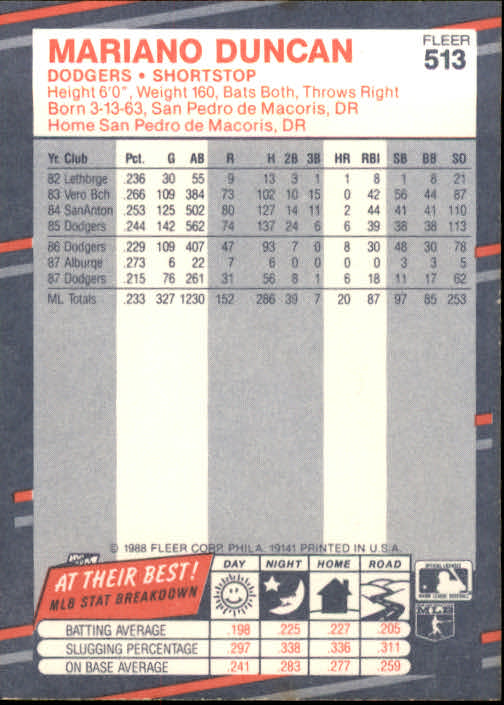 MARIANO DUNCAN
FLEER
513
DODGERS • SHORTSTOP
Height 6'0", Weight 160, Bats Both, Throws Right
Born 3-13-63, San Pedro de Macoris, DR
Home San Pedro de Macoris, DR
Yr. Club Pct. G AB R H 2B 3B HR RBI SB BB SO
82 Lethbrge .236 30 55 9 13 3 1 1 8 1 8 21
83 Vero Bch .266 109 384 73 102 10 15 0 42 56 44 87
84 SanAnton .253 125 502 80 127 14 11 2 44 41 41 110
85 Dodgers .244 142 562 74 137 24 6 6 39 38 38 113
86 Dodgers .229 109 407 47 93 7 0 8 30 48 30 78
87 Alburge .273 6 22 7 6 0 0 0 0 3 3 5
87 Dodgers .215 76 261 31 56 8 1 6 18 11 17 62
ML Totals .233 327 1230 152 286 39 7 20 87 97 85 253
© 1988 FLEER CORP. PHILA. 19141 PRINTED IN U.S.A.
AT THEIR BEST!
MLB STAT BREAKDOWN
DAY NIGHT HOME ROAD
BATTING AVERAGE .198 .225 .227 .205
SLUGGING PERCENTAGE .297 .338 .336 .311
ON BASE AVERAGE .241 .283 .277 .259